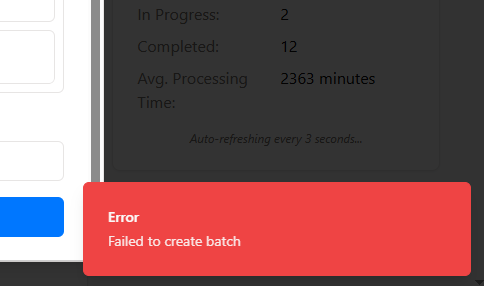 In Progress: 2
Completed: 12
Avg. Processing 2363 minutes
Time:
Auto-refreshing every 3 seconds...
Error
Failed to create batch